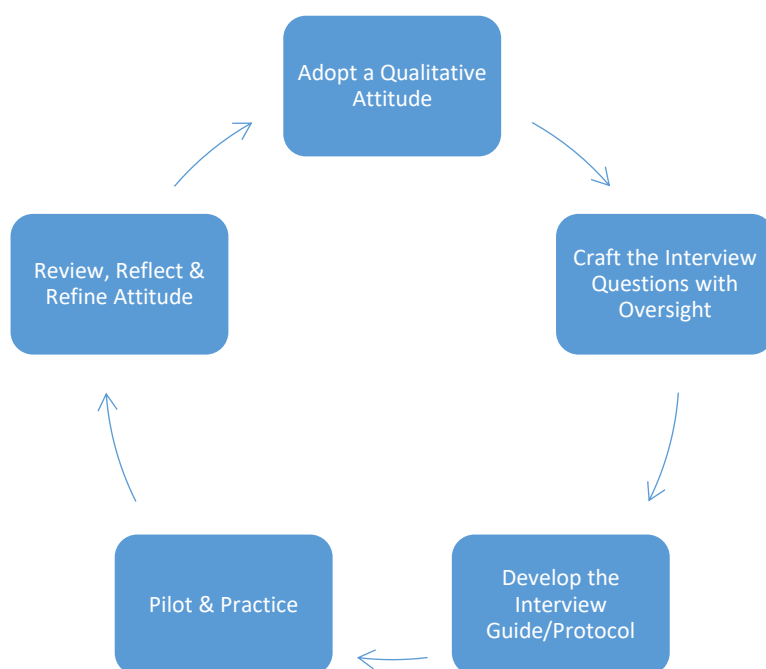 Adopt a Qualitative
Attitude
Craft the Interview
Questions with
Oversight
Develop the
Interview
Guide/Protocol
Pilot & Practice
Review, Reflect &
Refine Attitude